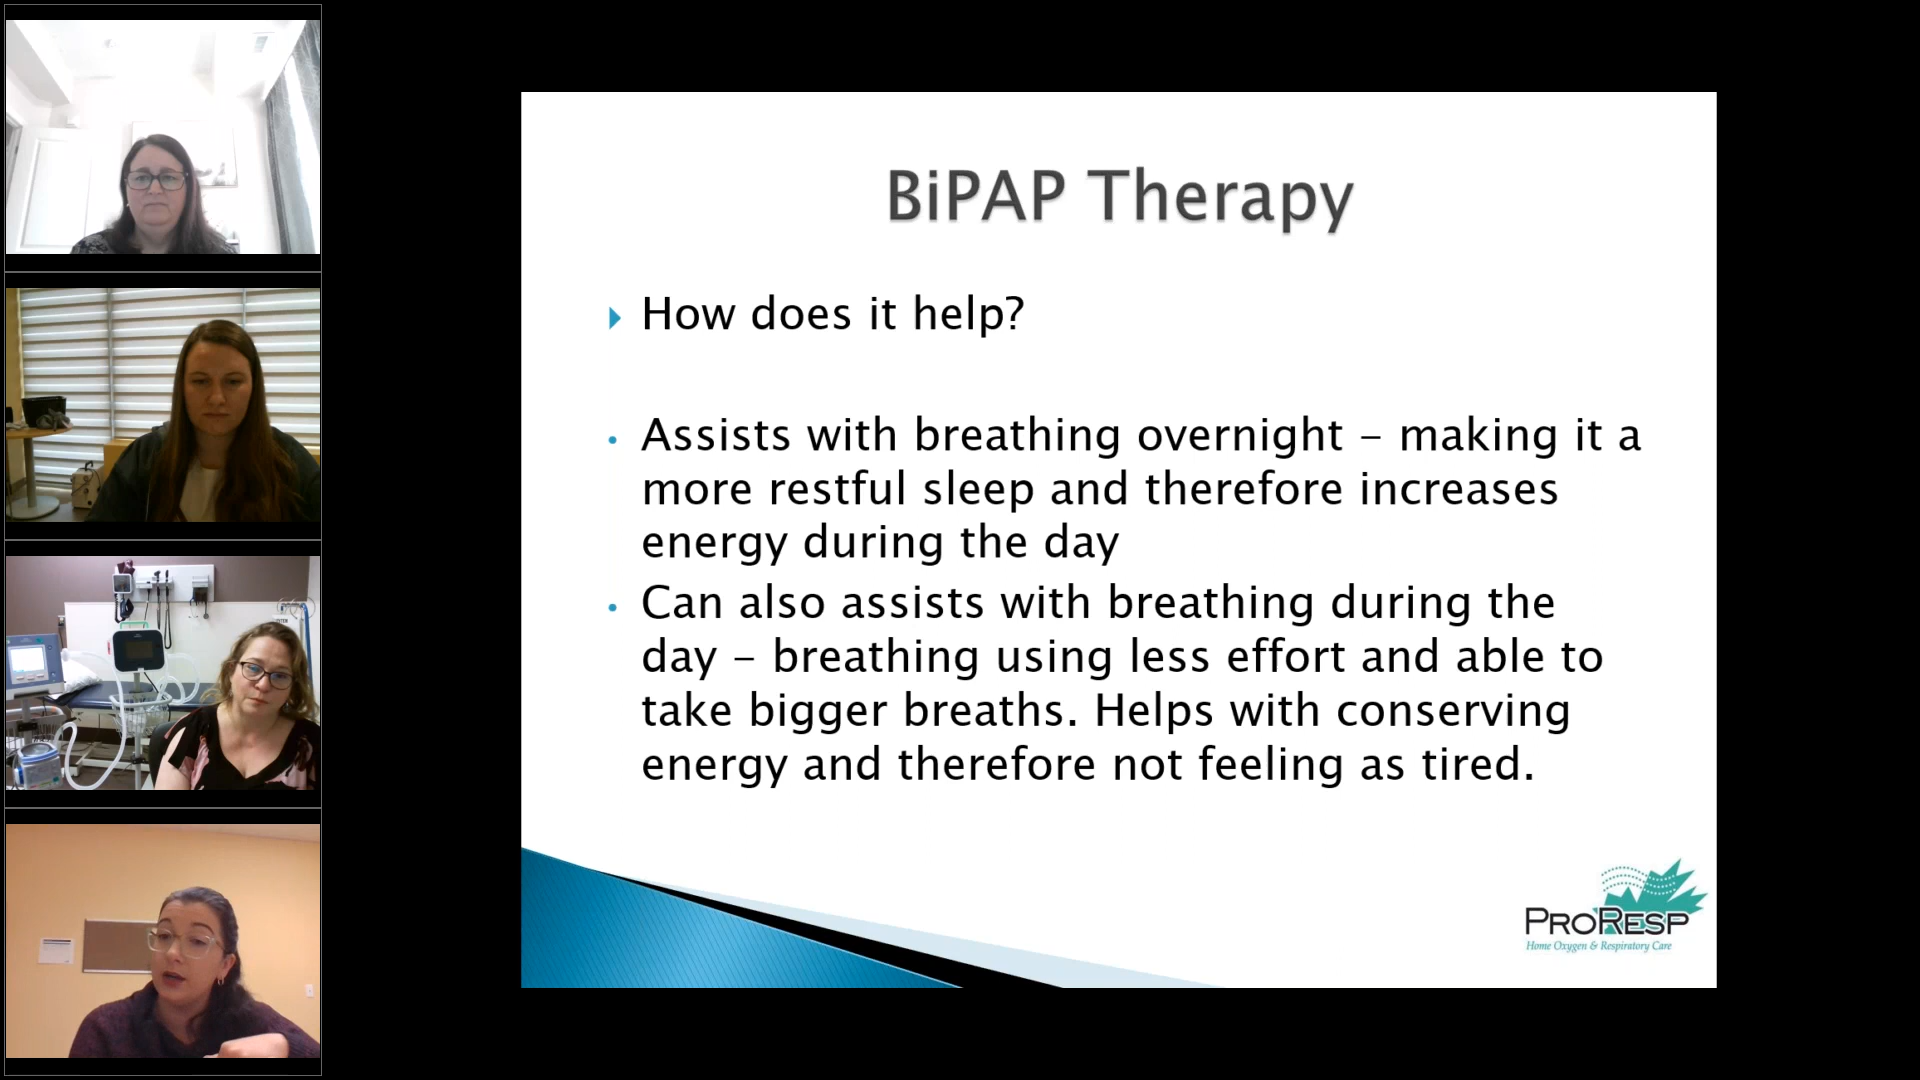 BiPAP Therapy
How does it help?
Assists with breathing overnight – making it a
more restful sleep and therefore increases
energy during the day
Can also assists with breathing during the
day – breathing using less effort and able to
take bigger breaths. Helps with conserving
energy and therefore not feeling as tired.
PRORESP
Home Oxygen & Respiratory Care